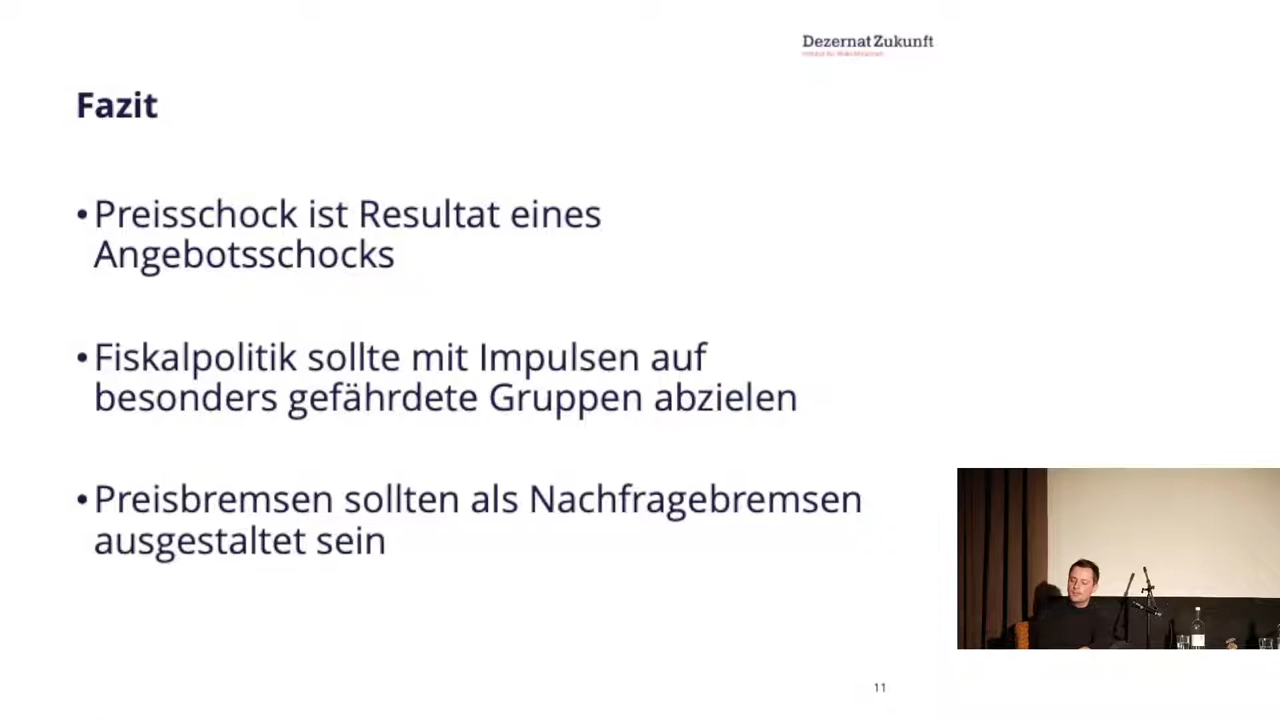 Dezernat Zukunft
Fazit
• Preisschock ist Resultat eines
Angebotsschocks
• Fiskalpolitik sollte mit Impulsen auf
besonders gefährdete Gruppen abzielen
• Preisbremsen sollten als Nachfragebremsen
ausgestaltet sein
11